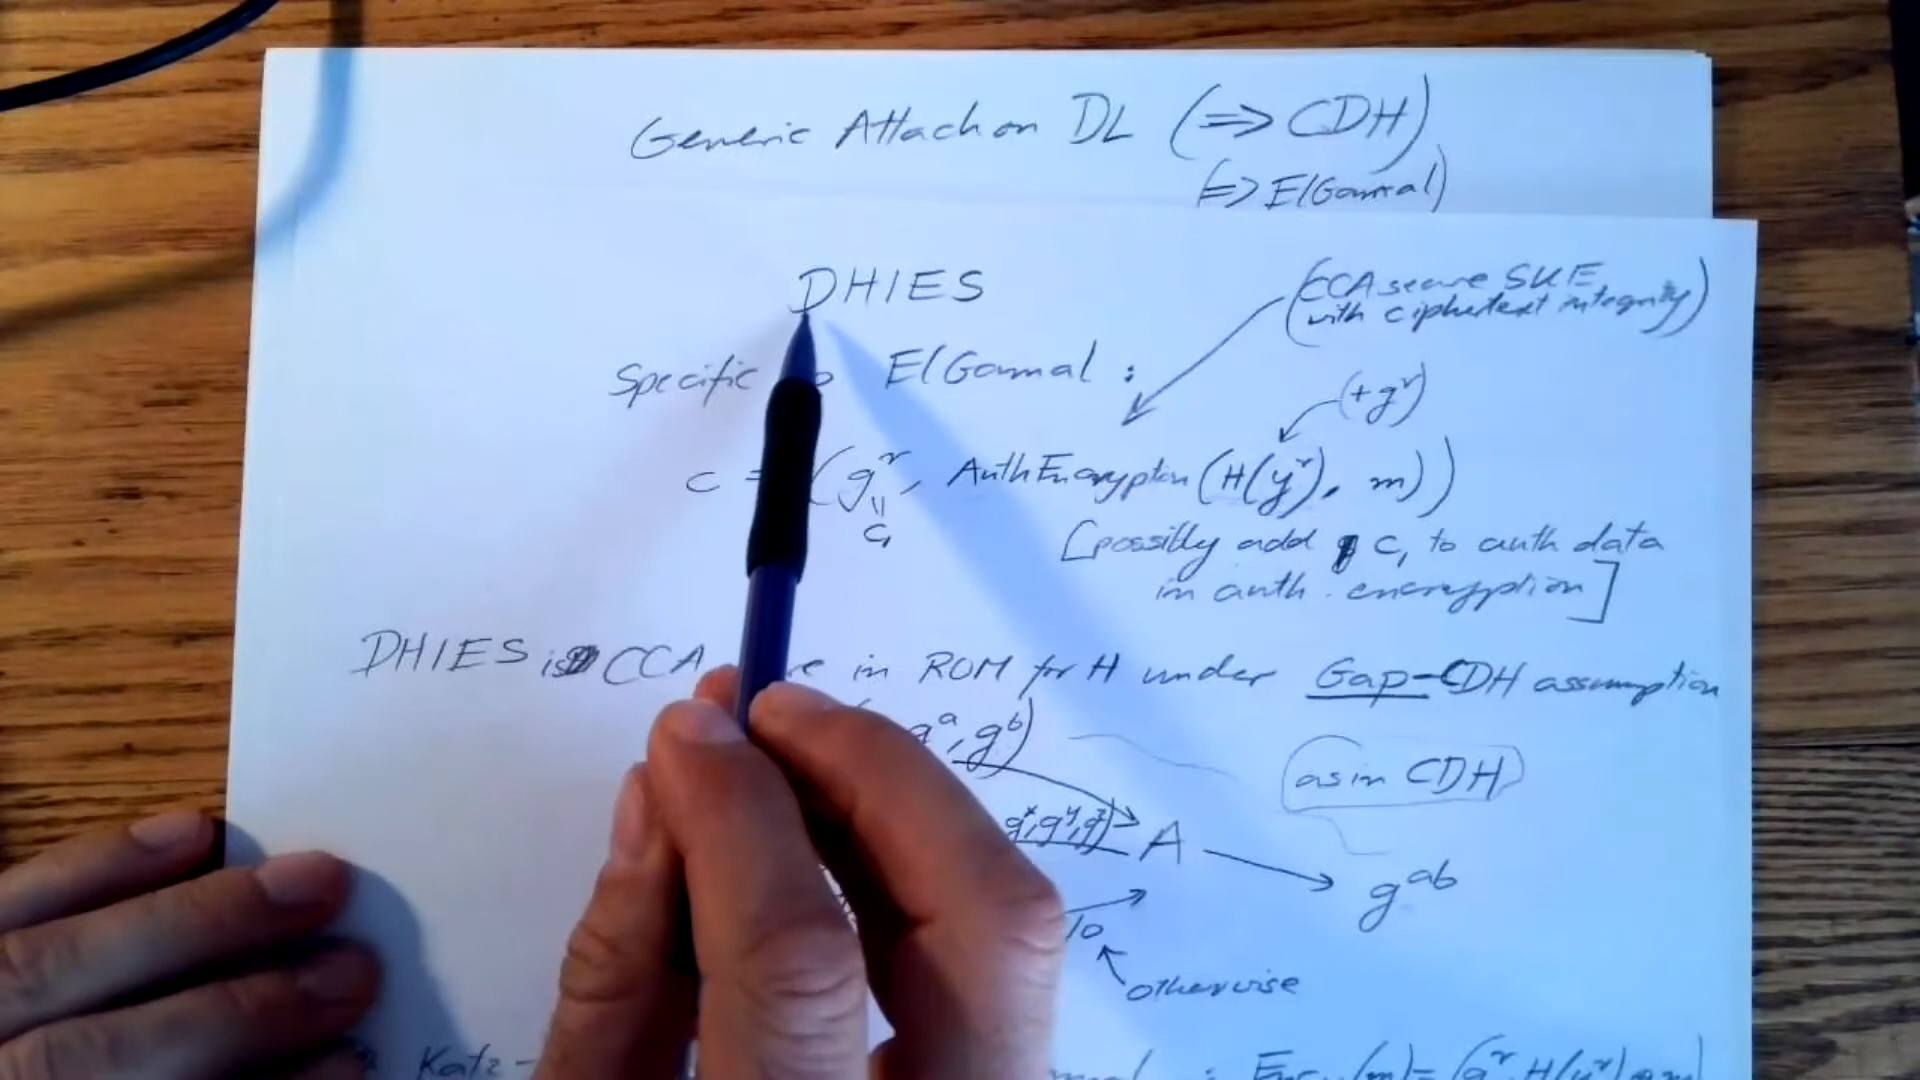 Generic Attack on DL (=> CDH)
(=> ElGamal)
DHIES
(CCA secure SKE
with ciphertext integrity)
Specific ElGamal :
(+ g^r)
c = (g^r, AuthEncryption (H(y^r), m))
c₁
[possibly add c₁ to auth data
in auth. encryption]
DHIES is CCA in ROM for H under Gap-CDH assumption
g^a, g^b)
as in CDH
g^x, g^y, g^z)
A
g^ab
otherwise
Katz-
: Enc (m) = (g^r, H(y^r) ⊕ m)